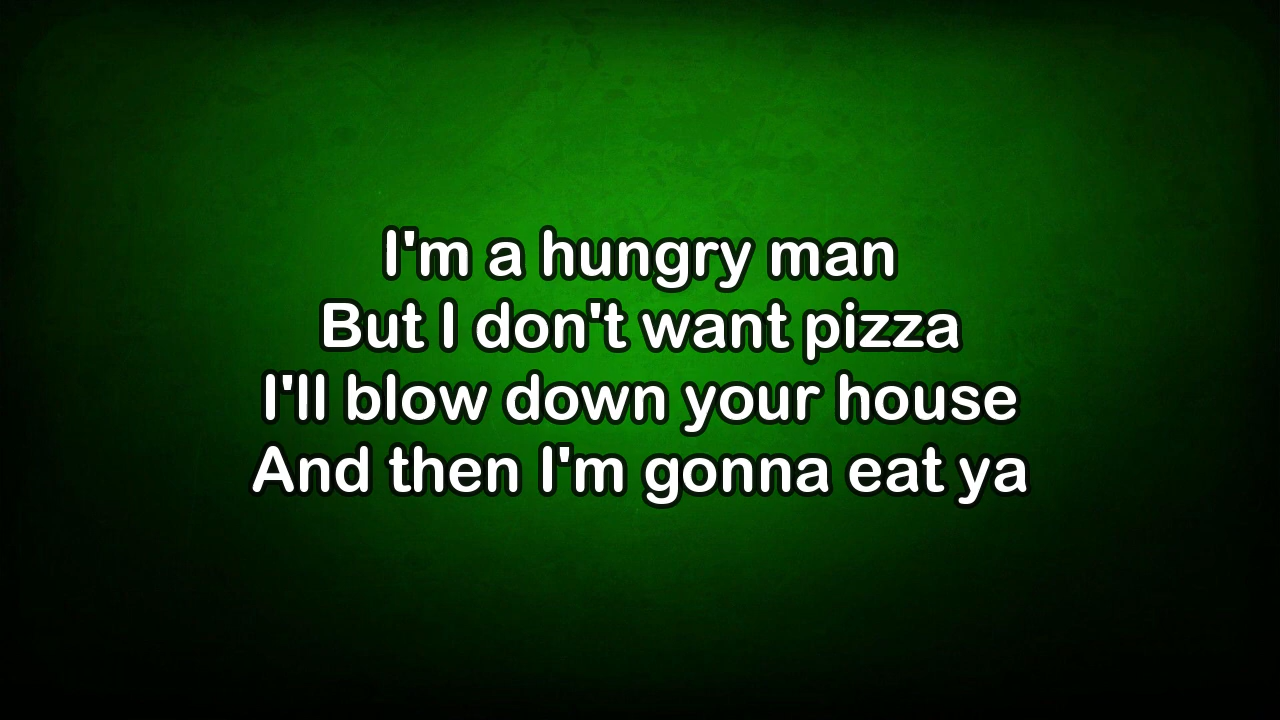 I'm a hungry man
But I don't want pizza
I'll blow down your house
And then I'm gonna eat ya